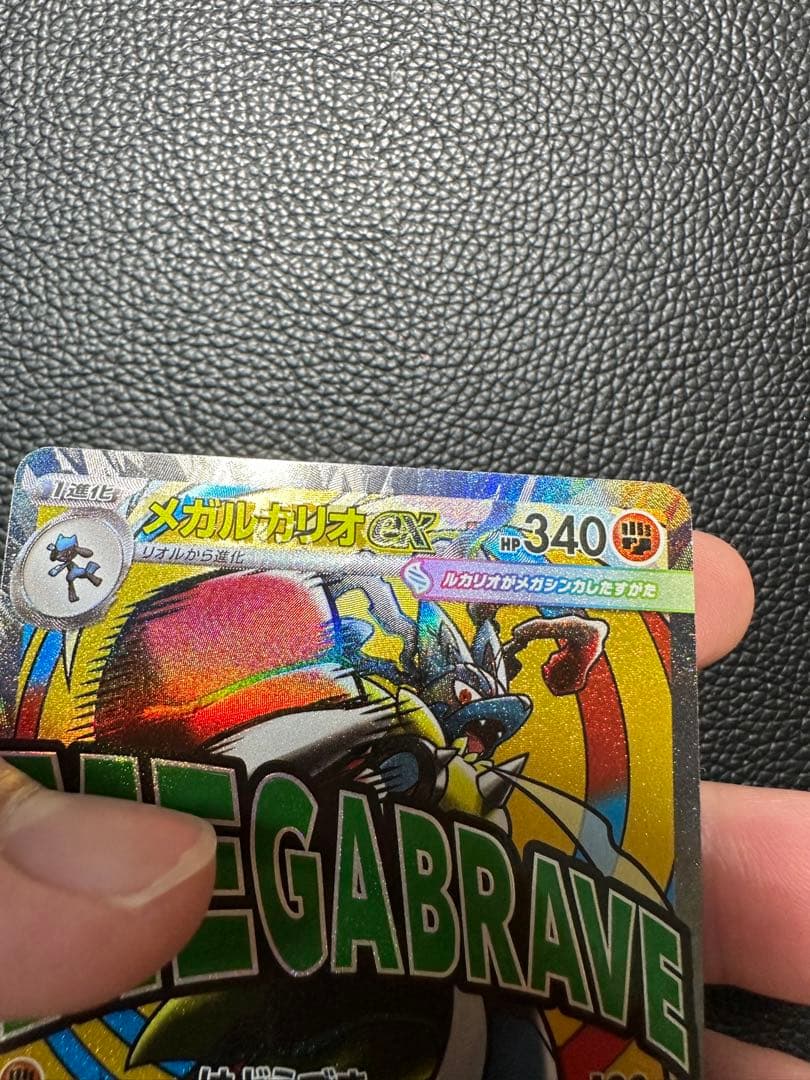 1進化
メガルカリオex
HP340
リオルから進化
ルカリオがメガシンカしたすがた
MEGABRAVE